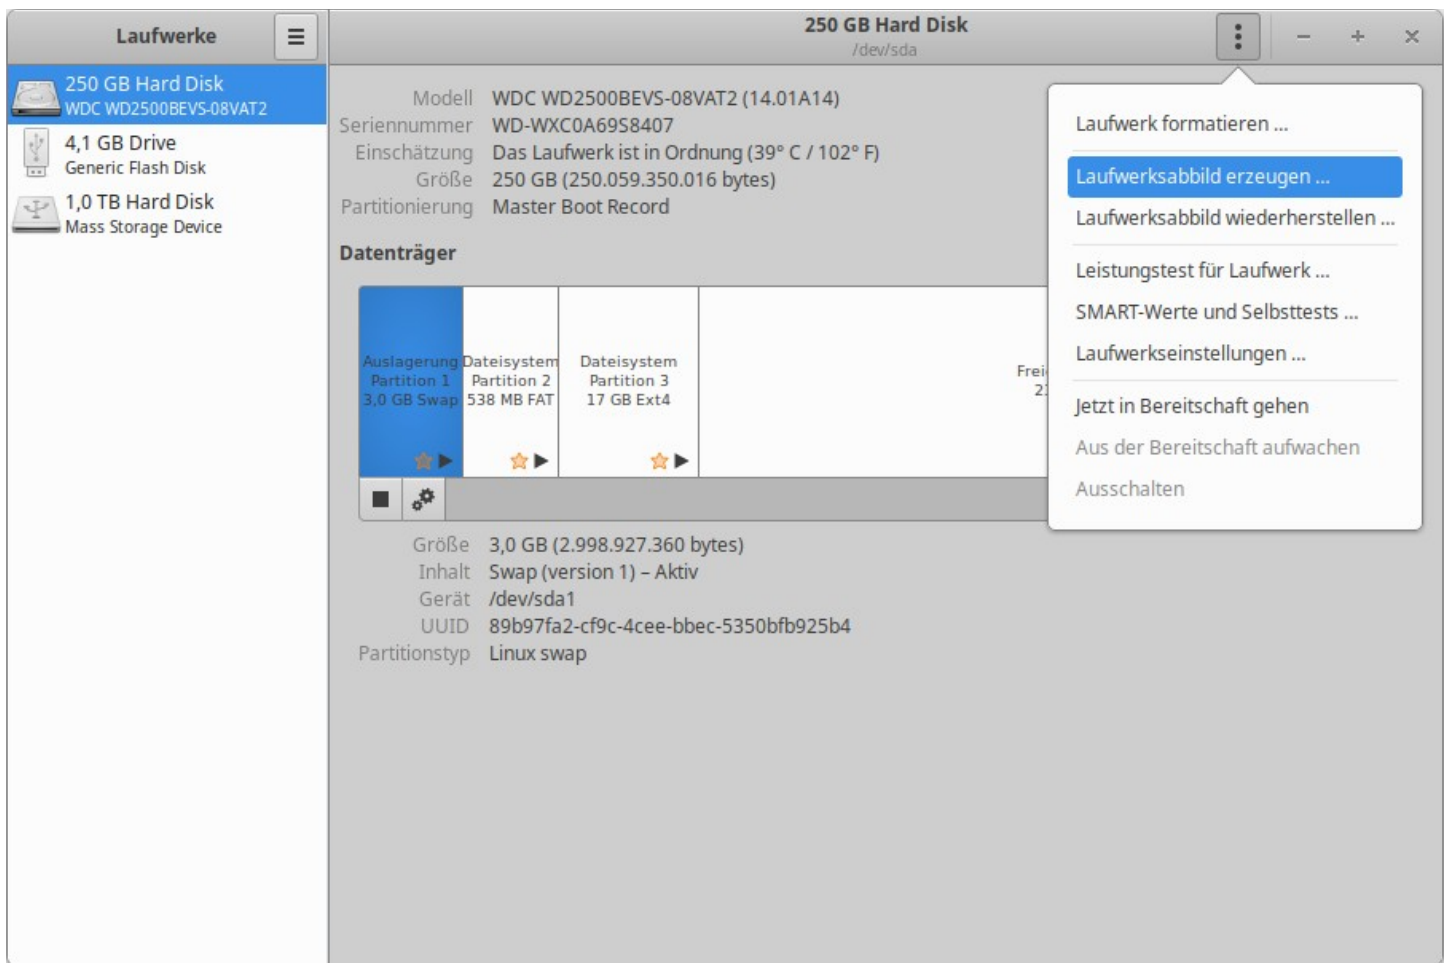 Laufwerke
250 GB Hard Disk
/dev/sda
250 GB Hard Disk
WDC WD2500BEVS-08VAT2
4,1 GB Drive
Generic Flash Disk
1,0 TB Hard Disk
Mass Storage Device
Modell WDC WD2500BEVS-08VAT2 (14.01A14)
Seriennummer WD-WXC0A69S8407
Einschätzung Das Laufwerk ist in Ordnung (39° C / 102° F)
Größe 250 GB (250.059.350.016 bytes)
Partitionierung Master Boot Record
Datenträger
Auslagerung
Partition 1
3,0 GB Swap
Dateisystem
Partition 2
538 MB FAT
Dateisystem
Partition 3
17 GB Ext4
Frei
Größe 3,0 GB (2.998.927.360 bytes)
Inhalt Swap (version 1) – Aktiv
Gerät /dev/sda1
UUID 89b97fa2-cf9c-4cee-bbec-5350bfb925b4
Partitionstyp Linux swap
Laufwerk formatieren ...
Laufwerksabbild erzeugen ...
Laufwerksabbild wiederherstellen ...
Leistungstest für Laufwerk ...
SMART-Werte und Selbsttests ...
Laufwerkseinstellungen ...
Jetzt in Bereitschaft gehen
Aus der Bereitschaft aufwachen
Ausschalten